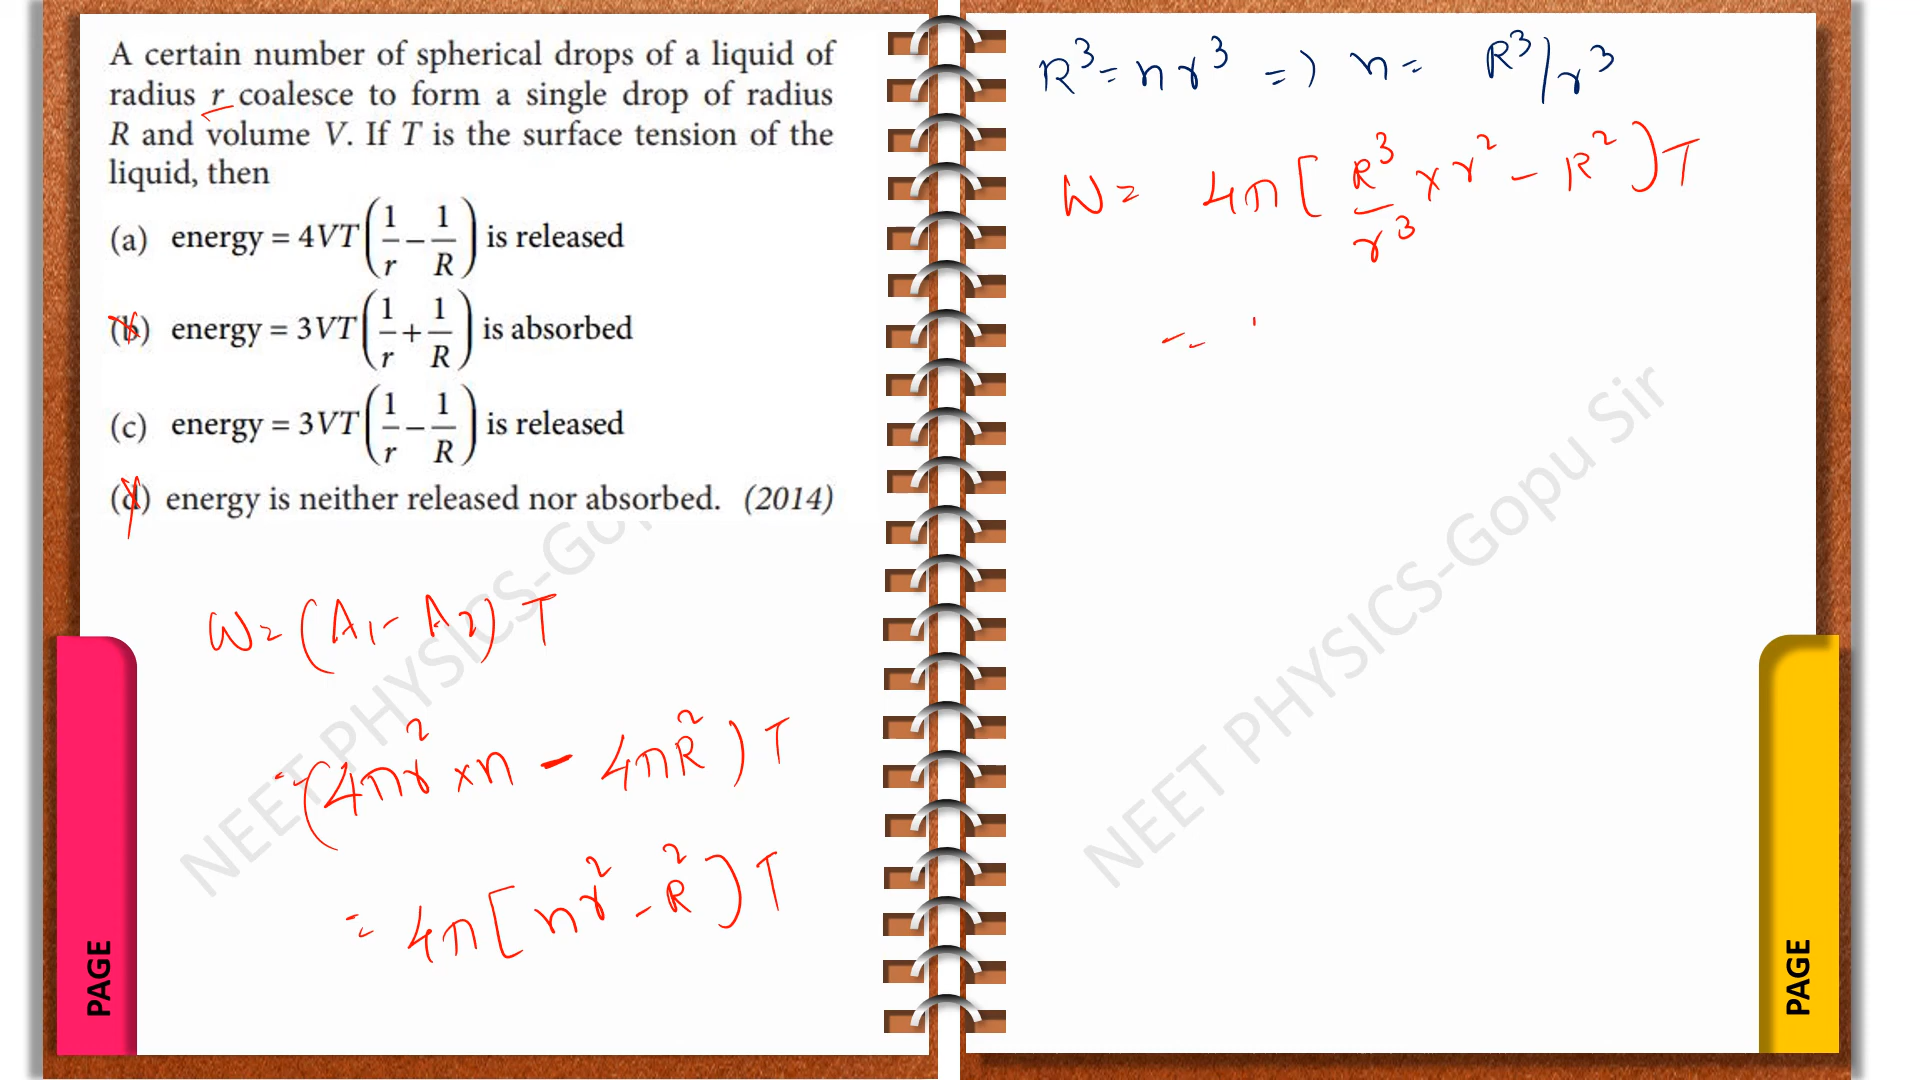 A certain number of spherical drops of a liquid of
radius r coalesce to form a single drop of radius
R and volume V. If T is the surface tension of the
liquid, then
(a) energy = 4VT(1/r − 1/R) is released
(b) energy = 3VT(1/r + 1/R) is absorbed
(c) energy = 3VT(1/r − 1/R) is released
(d) energy is neither released nor absorbed. (2014)
W = (A₁ - A₂) T
= (4πr² × n - 4πR²) T
= 4π[nr² - R²) T
PAGE
R³ = nr³ => n = R³/r³
W = 4π[R³/r³ × r² - R²) T
=
NEET PHYSICS-Gopu Sir
PAGE
NEET PHYSICS-Go